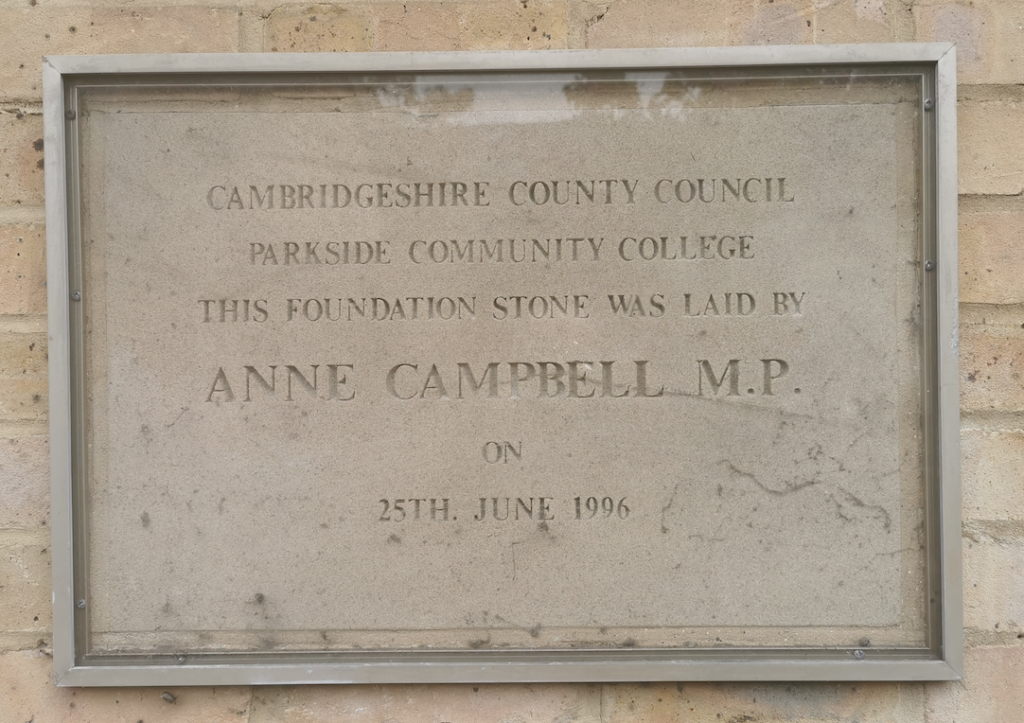 CAMBRIDGESHIRE COUNTY COUNCIL
PARKSIDE COMMUNITY COLLEGE
THIS FOUNDATION STONE WAS LAID BY
ANNE CAMPBELL M.P.
ON
25TH. JUNE 1996